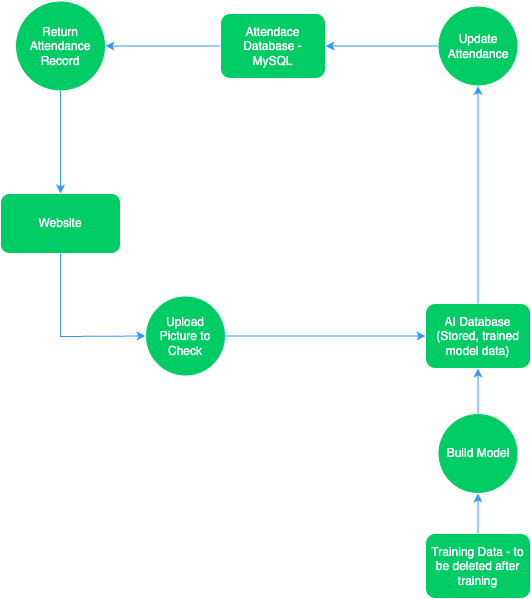 Return
Attendance
Record
Attendace
Database -
MySQL
Update
Attendance
Website
Upload
Picture to
Check
AI Database
(Stored, trained
model data)
Build Model
Training Data - to
be deleted after
training